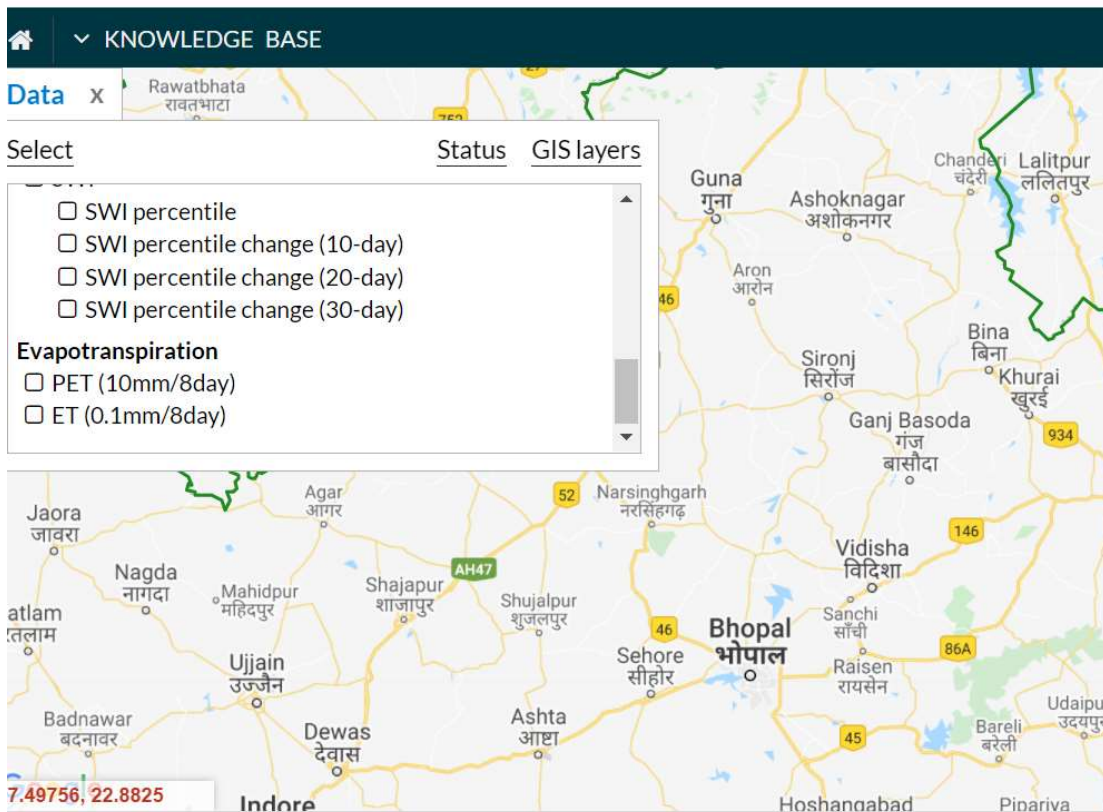 KNOWLEDGE BASE
Data x
Select
Status
GIS layers
SWI percentile
SWI percentile change (10-day)
SWI percentile change (20-day)
SWI percentile change (30-day)
Evapotranspiration
PET (10mm/8day)
ET (0.1mm/8day)
Rawatbhata
रावतभाटा
27
752
Guna
गुना
Ashoknagar
अशोकनगर
Chanderi
चंदेरी
Lalitpur
ललितपुर
Aron
आरोन
46
Bina
बिना
Sironj
सिरोंज
Khurai
खुरई
Ganj Basoda
गंज
बासौदा
934
Agar
आगर
52
Narsinghgarh
नरसिंहगढ़
Jaora
जावरा
146
Vidisha
विदिशा
Nagda
नागदा
Mahidpur
महिदपुर
AH47
Shajapur
शाजापुर
Shujalpur
शुजलपुर
atlam
तलाम
Sanchi
साँची
46
Bhopal
भोपाल
86A
Sehore
सीहोर
Raisen
रायसेन
Ujjain
उज्जैन
Udaipu
उदयपु
Badnawar
बदनावर
Dewas
देवास
Ashta
आष्टा
45
Bareli
बरेली
7.49756, 22.8825
Indore
Hoshangabad
Pipariya